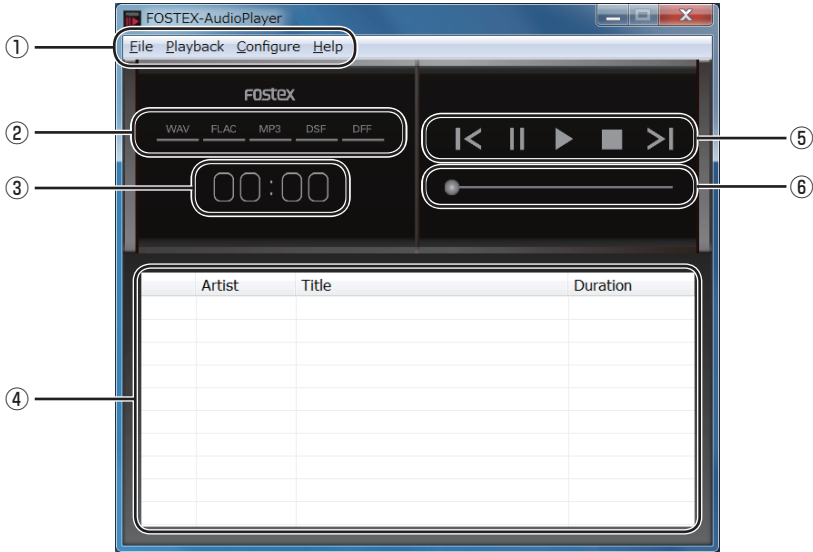 FOSTEX-AudioPlayer
① File Playback Configure Help
Fostex
② WAV FLAC MP3 DSF DFF
⑤
③ 00:00
⑥
Artist Title Duration
④